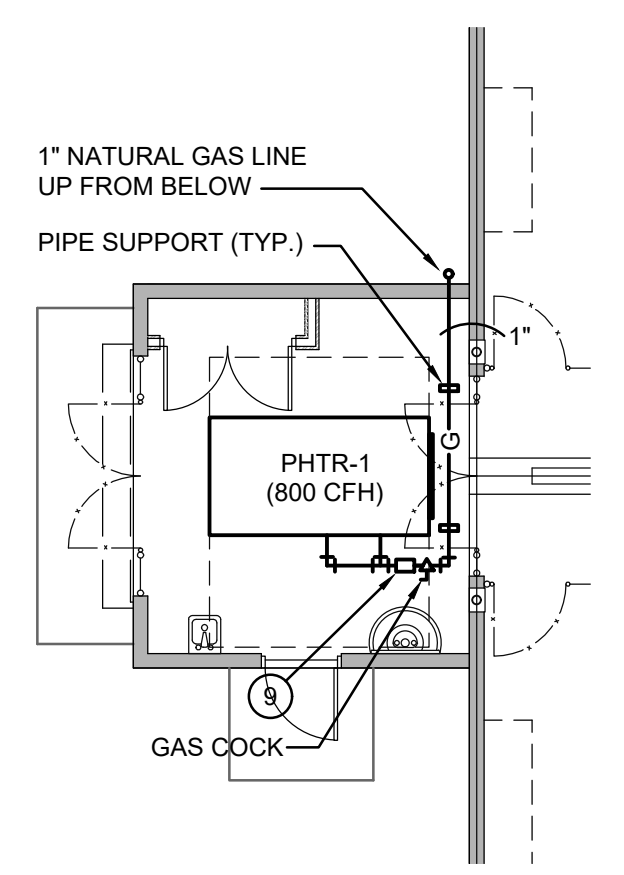 1" NATURAL GAS LINE
UP FROM BELOW
PIPE SUPPORT (TYP.)
1"
G
PHTR-1
(800 CFH)
9
GAS COCK